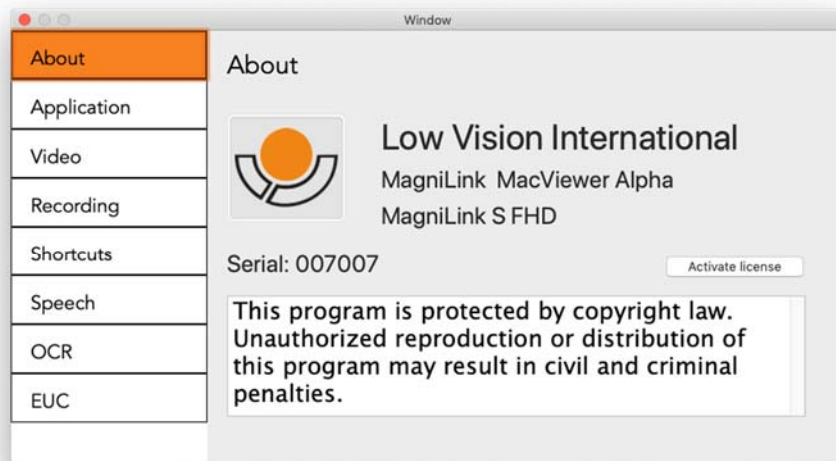 Window
About
Application
Video
Recording
Shortcuts
Speech
OCR
EUC
About
Low Vision International
MagniLink MacViewer Alpha
MagniLink S FHD
Serial: 007007
Activate license
This program is protected by copyright law.
Unauthorized reproduction or distribution of
this program may result in civil and criminal
penalties.